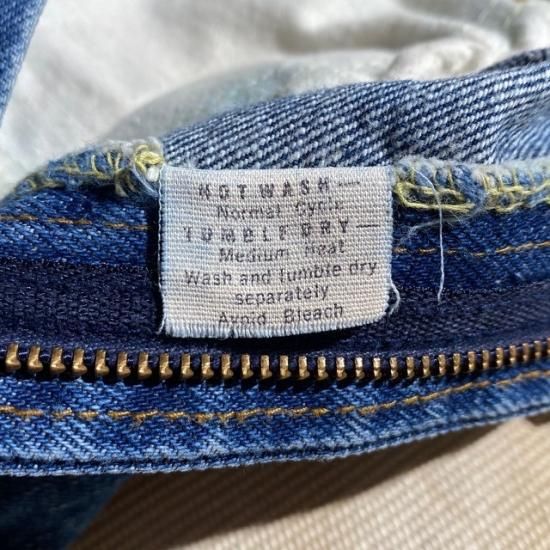 HOT WASH —
Normal Cycle
TUMBLE DRY —
Medium Heat
Wash and tumble dry
separately
Avoid Bleach